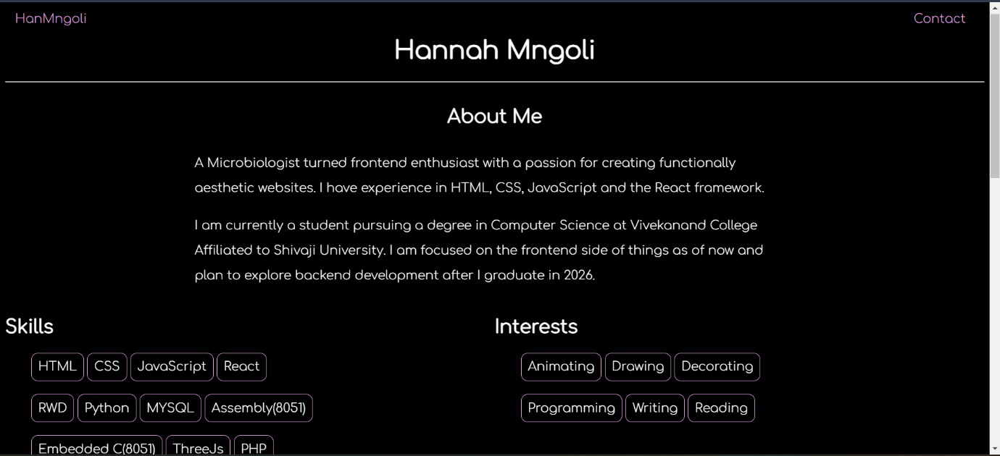 HanMngoli Contact
Hannah Mngoli
About Me
A Microbiologist turned frontend enthusiast with a passion for creating functionally
aesthetic websites. I have experience in HTML, CSS, JavaScript and the React framework.
I am currently a student pursuing a degree in Computer Science at Vivekanand College
Affiliated to Shivaji University. I am focused on the frontend side of things as of now and
plan to explore backend development after I graduate in 2026.
Skills
HTML CSS JavaScript React
RWD Python MYSQL Assembly(8051)
Embedded C(8051) ThreeJs PHP
Interests
Animating Drawing Decorating
Programming Writing Reading